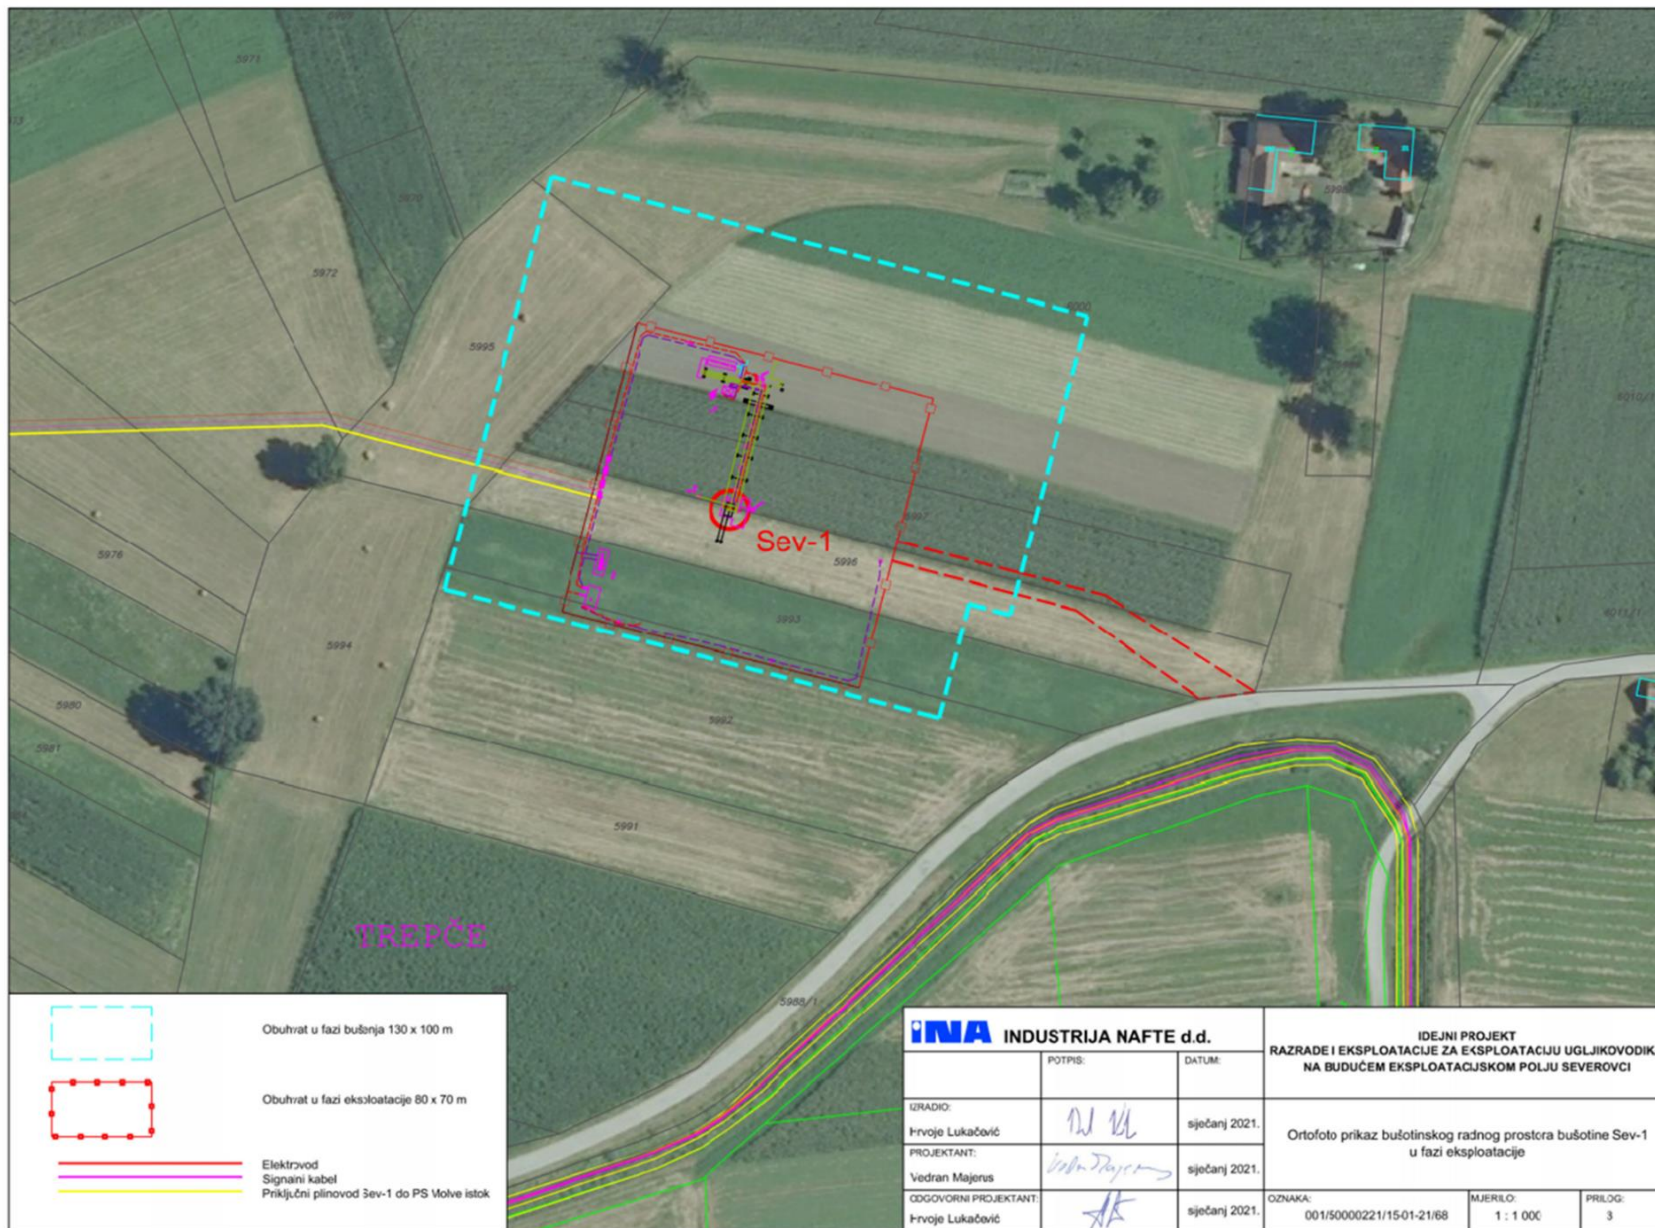 5971
5972
5970
5995
6000
5997
Sev-1
5996
5976
5993
5994
5980
5992
5981
5991
TREPČE
5988/1
Obuhvat u fazi bušenja 130 x 100 m
Obuhvat u fazi eksploatacije 80 x 70 m
Elektrovod
Signalni kabel
Priključni plinovod Sev-1 do PS Molve istok
INA INDUSTRIJA NAFTE d.d.
POTPIS:
DATUM:
IZRADIO:
Hrvoje Lukačević
siječanj 2021.
PROJEKTANT:
Vedran Majerus
siječanj 2021.
ODGOVORNI PROJEKTANT:
Hrvoje Lukačević
siječanj 2021.
IDEJNI PROJEKT
RAZRADE I EKSPLOATACIJE ZA EKSPLOATACIJU UGLJIKOVODIK
NA BUDUĆEM EKSPLOATACIJSKOM POLJU SEVEROVCI
Ortofoto prikaz bušotinskog radnog prostora bušotine Sev-1
u fazi eksploatacije
OZNAKA:
001/50000221/15-01-21/68
MJERILO:
1 : 1 000
PRILOG:
3